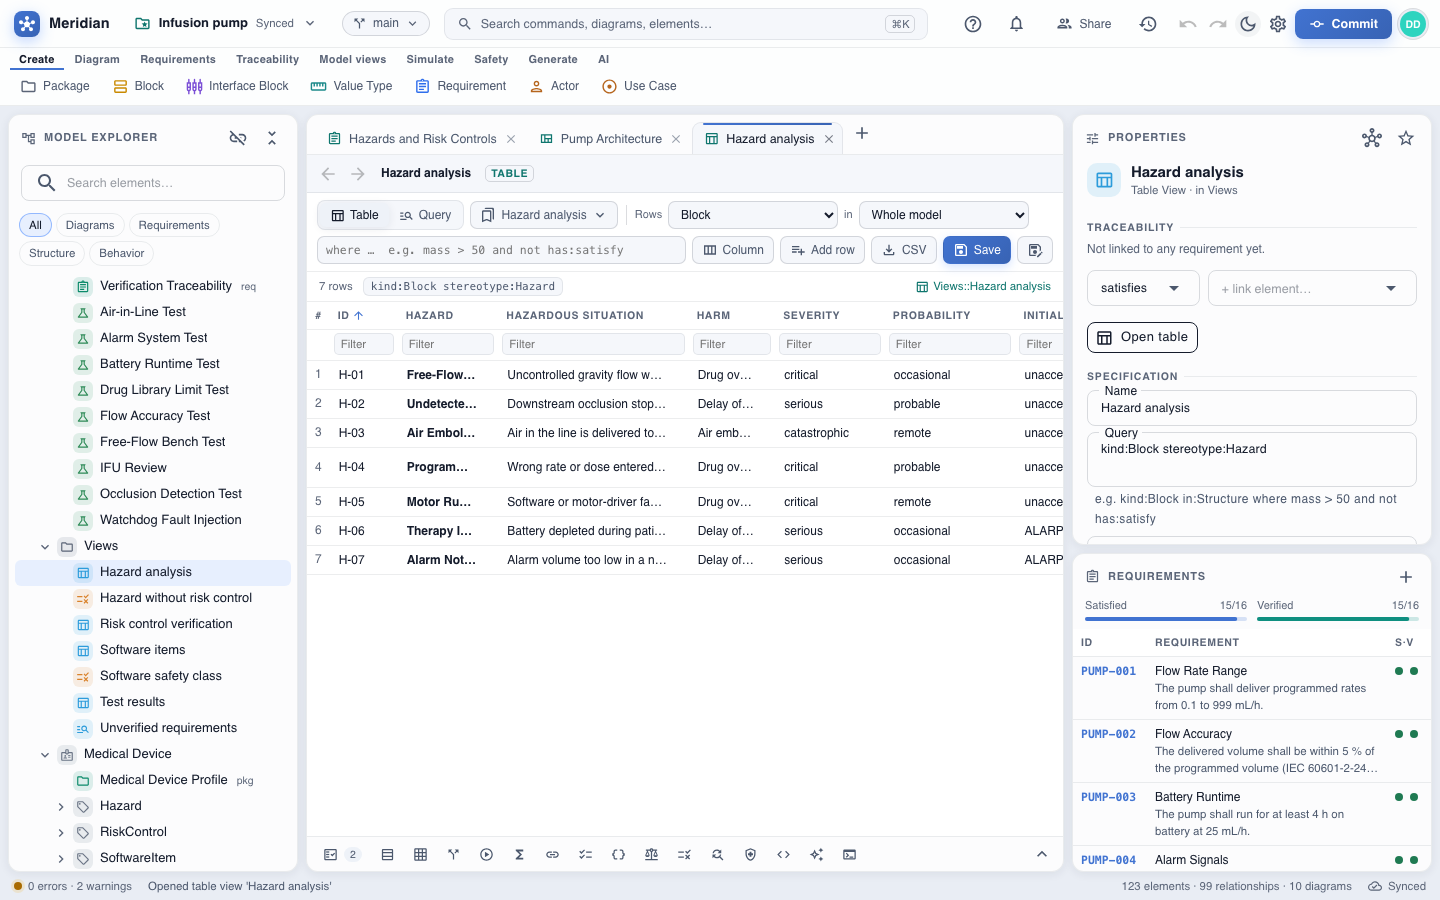 Meridian
Infusion pump Synced
main
Search commands, diagrams, elements… ⌘K
Share
Commit
DD
Create Diagram Requirements Traceability Model views Simulate Safety Generate AI
Package Block Interface Block Value Type Requirement Actor Use Case
MODEL EXPLORER
Search elements…
All Diagrams Requirements
Structure Behavior
Verification Traceability req
Air-in-Line Test
Alarm System Test
Battery Runtime Test
Drug Library Limit Test
Flow Accuracy Test
Free-Flow Bench Test
IFU Review
Occlusion Detection Test
Watchdog Fault Injection
Views
Hazard analysis
Hazard without risk control
Risk control verification
Software items
Software safety class
Test results
Unverified requirements
Medical Device
Medical Device Profile pkg
Hazard
RiskControl
SoftwareItem
Hazards and Risk Controls Pump Architecture Hazard analysis
Hazard analysis TABLE
Table Query Hazard analysis Rows Block in Whole model
where … e.g. mass > 50 and not has:satisfy Column Add row CSV Save
7 rows kind:Block stereotype:Hazard Views::Hazard analysis
# ID HAZARD HAZARDOUS SITUATION HARM SEVERITY PROBABILITY INITIAL
Filter Filter Filter Filter Filter Filter Filter
1 H-01 Free-Flow… Uncontrolled gravity flow w… Drug ov… critical occasional unacce
2 H-02 Undetecte… Downstream occlusion stop… Delay of… serious probable unacce
3 H-03 Air Embol… Air in the line is delivered to… Air emb… catastrophic remote unacce
4 H-04 Program… Wrong rate or dose entered… Drug ov… critical probable unacce
5 H-05 Motor Ru… Software or motor-driver fa… Drug ov… critical remote unacce
6 H-06 Therapy I… Battery depleted during pati… Delay of… serious occasional ALARP
7 H-07 Alarm Not… Alarm volume too low in a n… Delay of… serious occasional ALARP
2
PROPERTIES
Hazard analysis
Table View · in Views
TRACEABILITY
Not linked to any requirement yet.
satisfies + link element…
Open table
SPECIFICATION
Name
Hazard analysis
Query
kind:Block stereotype:Hazard
e.g. kind:Block in:Structure where mass > 50 and not
has:satisfy
REQUIREMENTS
Satisfied 15/16 Verified 15/16
ID REQUIREMENT S·V
PUMP-001 Flow Rate Range
The pump shall deliver programmed rates
from 0.1 to 999 mL/h.
PUMP-002 Flow Accuracy
The delivered volume shall be within 5 % of
the programmed volume (IEC 60601-2-24…
PUMP-003 Battery Runtime
The pump shall run for at least 4 h on
battery at 25 mL/h.
PUMP-004 Alarm Signals
0 errors · 2 warnings Opened table view 'Hazard analysis'
123 elements · 99 relationships · 10 diagrams Synced